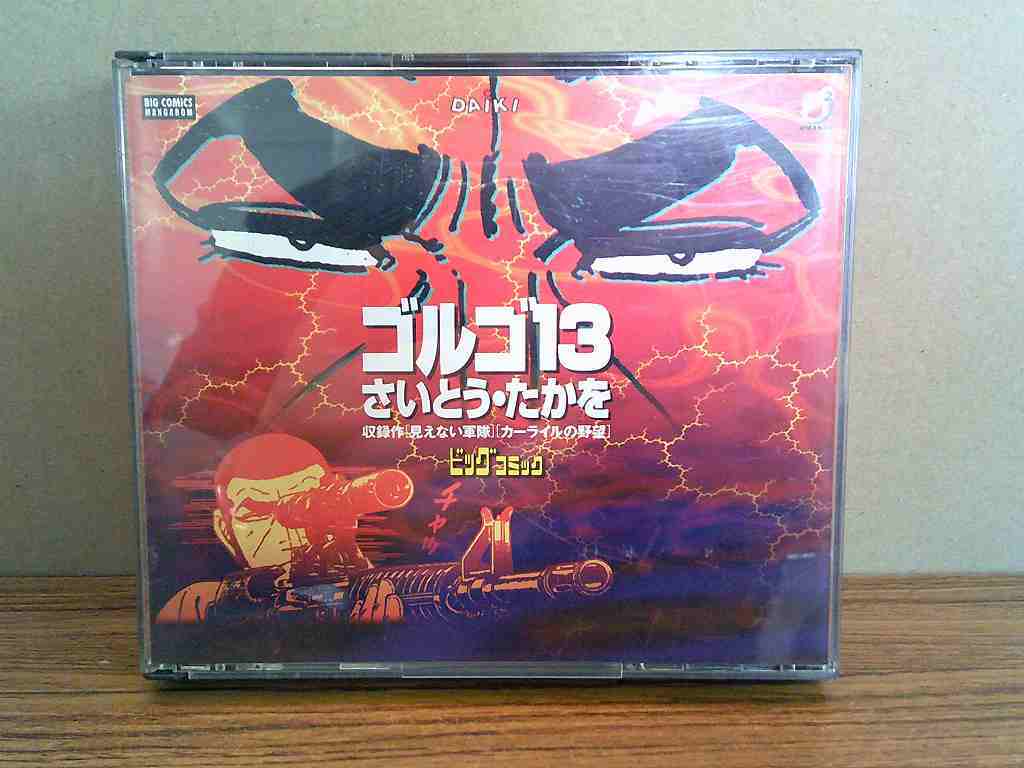 BIG COMICS
MANGAROM
DAIKI
ゴルゴ13
さいとう・たかを
収録作[見えない軍隊][カーライルの野望]
ビッグコミック
チャッ